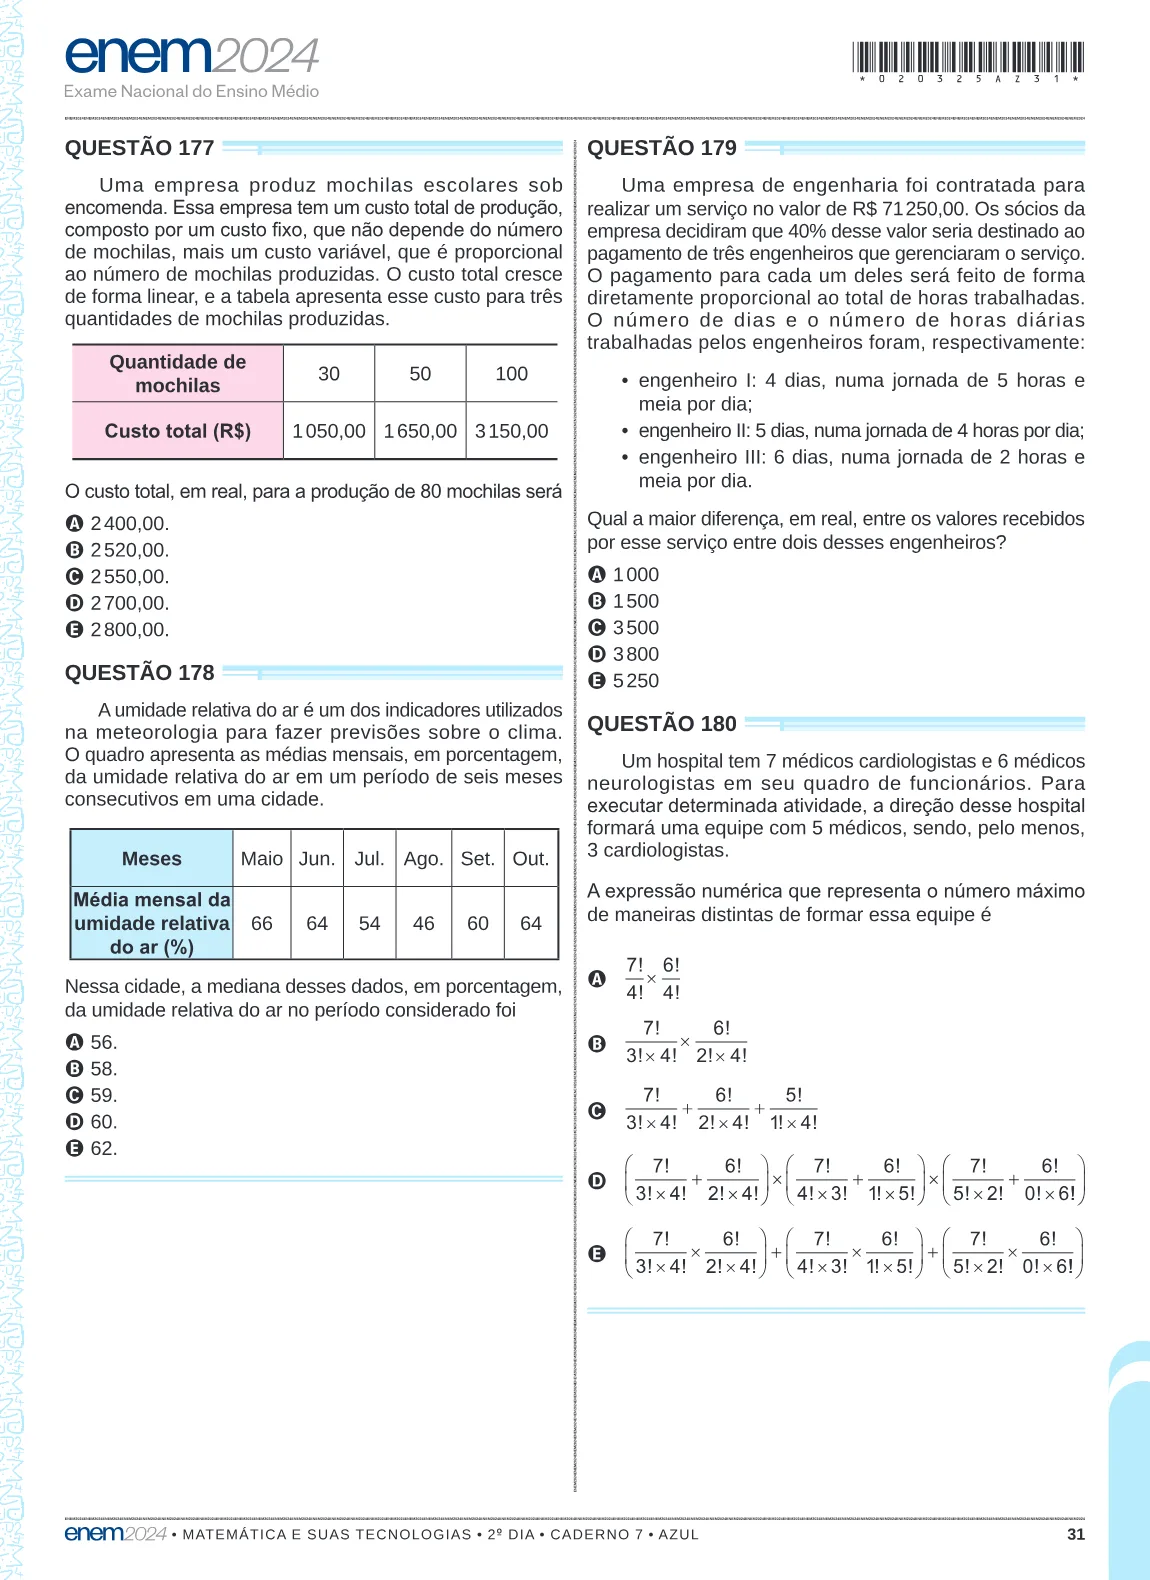 enem2024
Exame Nacional do Ensino Médio
*020325AZ31*
QUESTÃO 177
Uma empresa produz mochilas escolares sob
encomenda. Essa empresa tem um custo total de produção,
composto por um custo fixo, que não depende do número
de mochilas, mais um custo variável, que é proporcional
ao número de mochilas produzidas. O custo total cresce
de forma linear, e a tabela apresenta esse custo para três
quantidades de mochilas produzidas.
Quantidade de mochilas 30 50 100
Custo total (R$) 1 050,00 1 650,00 3 150,00
O custo total, em real, para a produção de 80 mochilas será
A 2 400,00.
B 2 520,00.
C 2 550,00.
D 2 700,00.
E 2 800,00.
QUESTÃO 178
A umidade relativa do ar é um dos indicadores utilizados
na meteorologia para fazer previsões sobre o clima.
O quadro apresenta as médias mensais, em porcentagem,
da umidade relativa do ar em um período de seis meses
consecutivos em uma cidade.
Meses Maio Jun. Jul. Ago. Set. Out.
Média mensal da
umidade relativa 66 64 54 46 60 64
do ar (%)
Nessa cidade, a mediana desses dados, em porcentagem,
da umidade relativa do ar no período considerado foi
A 56.
B 58.
C 59.
D 60.
E 62.
QUESTÃO 179
Uma empresa de engenharia foi contratada para
realizar um serviço no valor de R$ 71 250,00. Os sócios da
empresa decidiram que 40% desse valor seria destinado ao
pagamento de três engenheiros que gerenciaram o serviço.
O pagamento para cada um deles será feito de forma
diretamente proporcional ao total de horas trabalhadas.
O número de dias e o número de horas diárias
trabalhadas pelos engenheiros foram, respectivamente:
• engenheiro I: 4 dias, numa jornada de 5 horas e
meia por dia;
• engenheiro II: 5 dias, numa jornada de 4 horas por dia;
• engenheiro III: 6 dias, numa jornada de 2 horas e
meia por dia.
Qual a maior diferença, em real, entre os valores recebidos
por esse serviço entre dois desses engenheiros?
A 1 000
B 1 500
C 3 500
D 3 800
E 5 250
QUESTÃO 180
Um hospital tem 7 médicos cardiologistas e 6 médicos
neurologistas em seu quadro de funcionários. Para
executar determinada atividade, a direção desse hospital
formará uma equipe com 5 médicos, sendo, pelo menos,
3 cardiologistas.
A expressão numérica que representa o número máximo
de maneiras distintas de formar essa equipe é
A 7!/4! × 6!/4!
B 7!/(3! × 4!) × 6!/(2! × 4!)
C 7!/(3! × 4!) + 6!/(2! × 4!) + 5!/(1! × 4!)
D (7!/(3! × 4!) + 6!/(2! × 4!)) × (7!/(4! × 3!) + 6!/(1! × 5!)) × (7!/(5! × 2!) + 6!/(0! × 6!))
E (7!/(3! × 4!) × 6!/(2! × 4!)) + (7!/(4! × 3!) × 6!/(1! × 5!)) + (7!/(5! × 2!) × 6!/(0! × 6!))
enem2024 • MATEMÁTICA E SUAS TECNOLOGIAS • 2º DIA • CADERNO 7 • AZUL 31